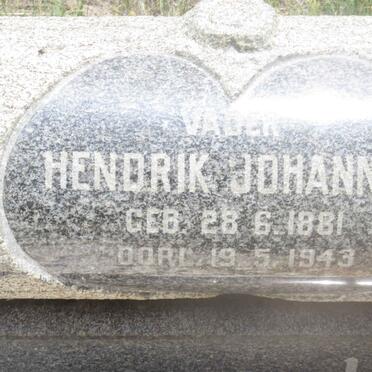 VADER
HENDRIK JOHANN
GEB. 28.6.1881
OORL. 19.5.1943